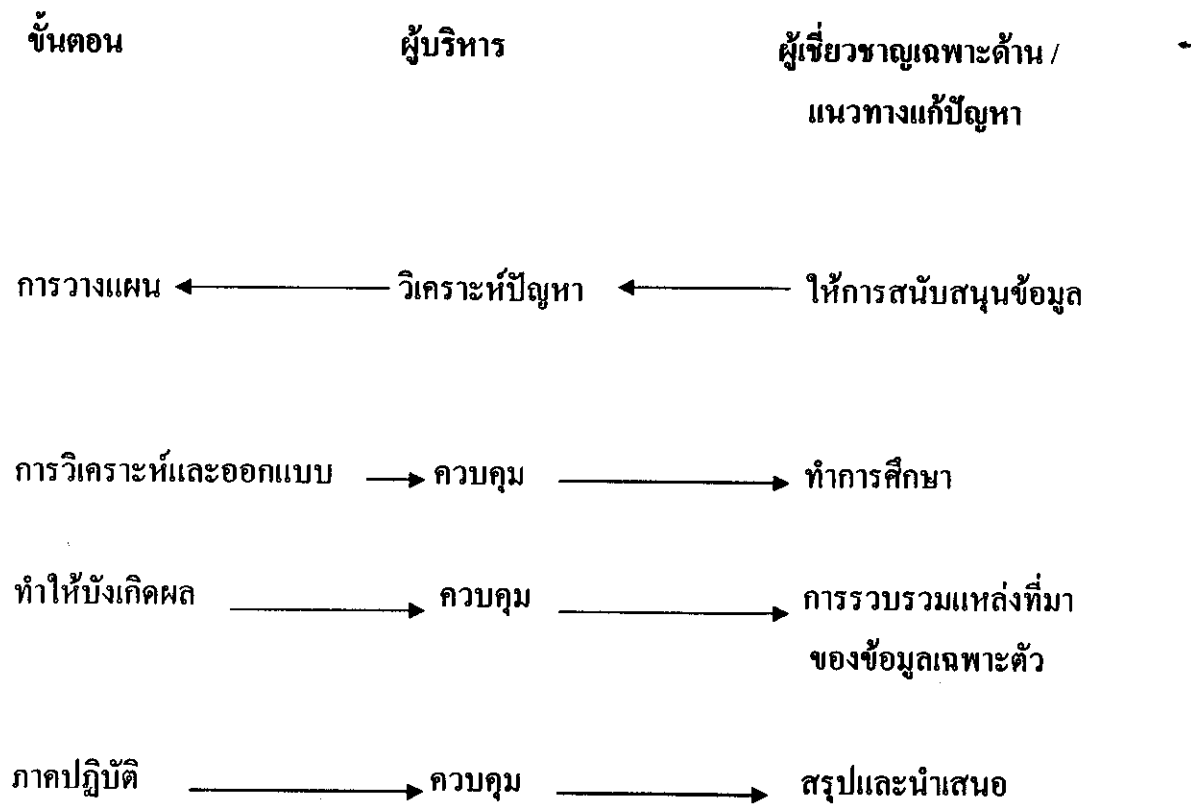 ขั้นตอน ผู้บริหาร ผู้เชี่ยวชาญเฉพาะด้าน /
แนวทางแก้ปัญหา
การวางแผน วิเคราะห์ปัญหา ให้การสนับสนุนข้อมูล
การวิเคราะห์และออกแบบ ควบคุม ทำการศึกษา
ทำให้บังเกิดผล ควบคุม การรวบรวมแหล่งที่มา
ของข้อมูลเฉพาะตัว
ภาคปฏิบัติ ควบคุม สรุปและนำเสนอ